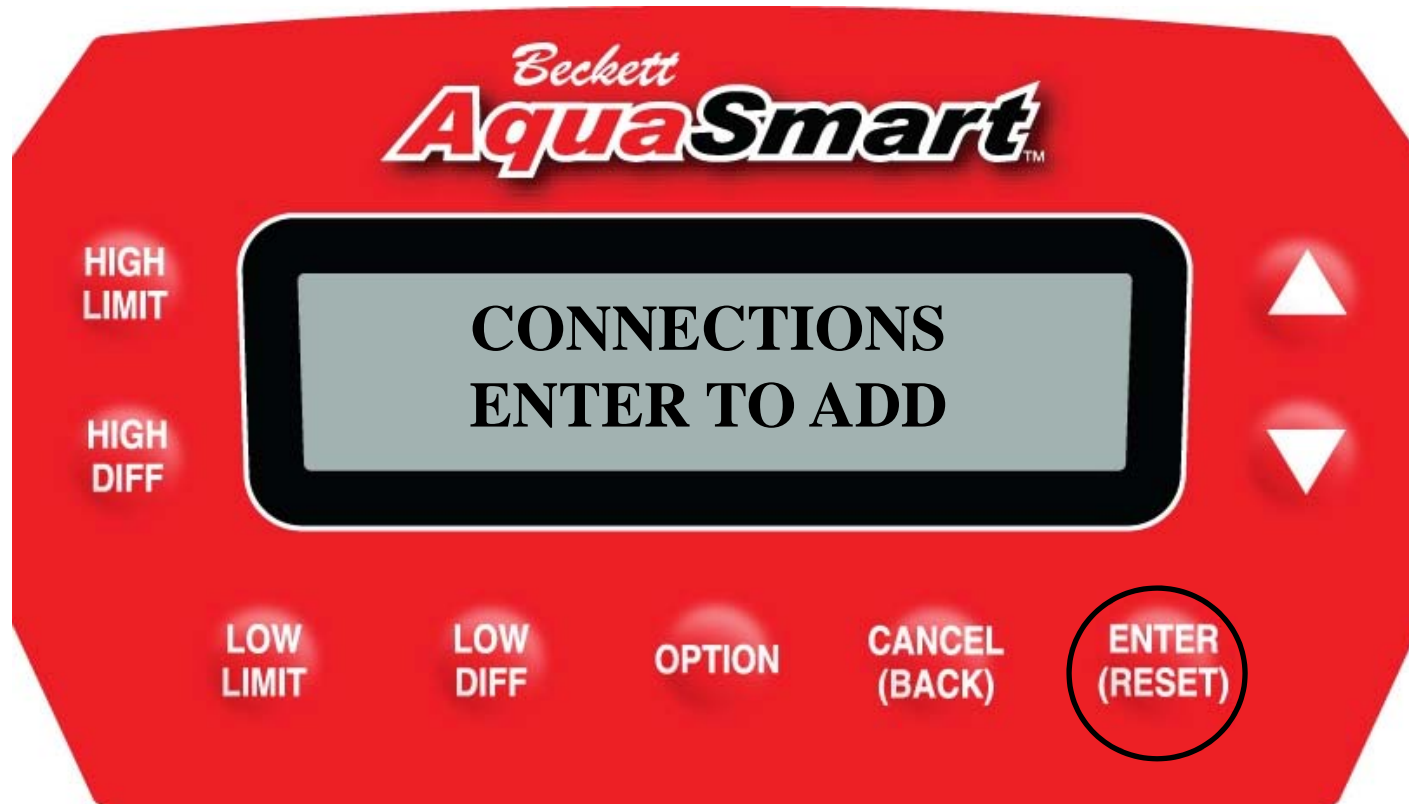 Beckett
AquaSmart™
HIGH
LIMIT
CONNECTIONS
ENTER TO ADD
HIGH
DIFF
LOW
LIMIT
LOW
DIFF
OPTION
CANCEL
(BACK)
ENTER
(RESET)